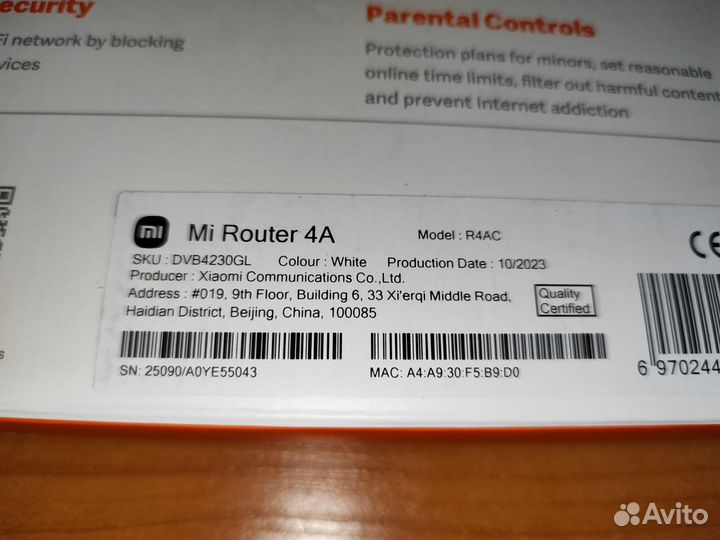 ecurity
Fi network by blocking
vices
Parental Controls
Protection plans for minors, set reasonable
online time limits, filter out harmful content
and prevent Internet addiction
mi
Mi Router 4A
Model : R4AC
SKU : DVB4230GL Colour : White Production Date : 10/2023
Producer : Xiaomi Communications Co.,Ltd.
Address : #019, 9th Floor, Building 6, 33 Xi'erqi Middle Road,
Haidian District, Beijing, China, 100085
Quality
Certified
CE
SN: 25090/A0YE55043
MAC: A4:A9:30:F5:B9:D0
6 970244
s
Avito